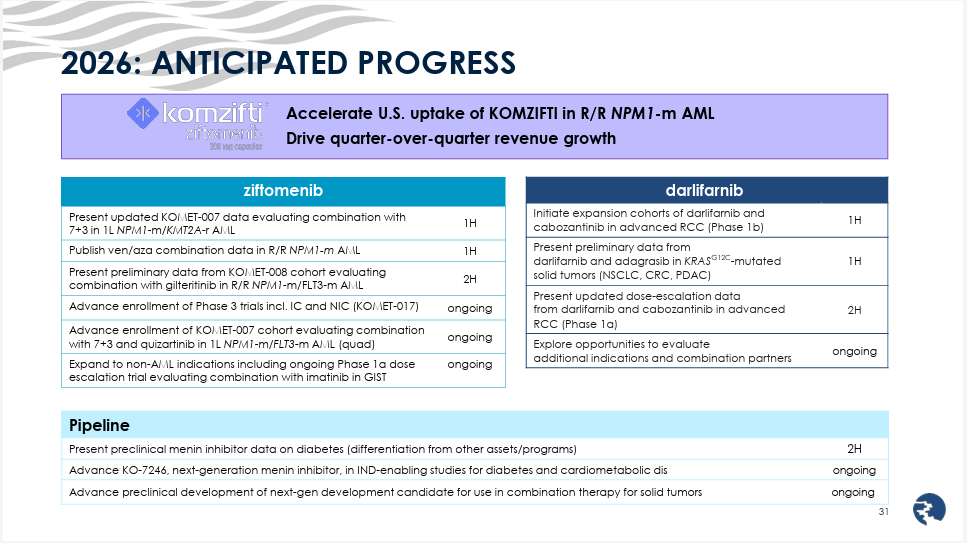 2026: ANTICIPATED PROGRESS
komzifti
ziftomenib
200 mg capsules
Accelerate U.S. uptake of KOMZIFTI in R/R NPM1-m AML
Drive quarter-over-quarter revenue growth
ziftomenib
Present updated KOMET-007 data evaluating combination with
7+3 in 1L NPM1-m/KMT2A-r AML
1H
Publish ven/aza combination data in R/R NPM1-m AML
1H
Present preliminary data from KOMET-008 cohort evaluating
combination with gilteritinib in R/R NPM1-m/FLT3-m AML
2H
Advance enrollment of Phase 3 trials incl. IC and NIC (KOMET-017)
ongoing
Advance enrollment of KOMET-007 cohort evaluating combination
with 7+3 and quizartinib in 1L NPM1-m/FLT3-m AML (quad)
ongoing
Expand to non-AML indications including ongoing Phase 1a dose
escalation trial evaluating combination with imatinib in GIST
ongoing
darlifarnib
Initiate expansion cohorts of darlifarnib and
cabozantinib in advanced RCC (Phase 1b)
1H
Present preliminary data from
darlifarnib and adagrasib in KRASG12C-mutated
solid tumors (NSCLC, CRC, PDAC)
1H
Present updated dose-escalation data
from darlifarnib and cabozantinib in advanced
RCC (Phase 1a)
2H
Explore opportunities to evaluate
additional indications and combination partners
ongoing
Pipeline
Present preclinical menin inhibitor data on diabetes (differentiation from other assets/programs)
2H
Advance KO-7246, next-generation menin inhibitor, in IND-enabling studies for diabetes and cardiometabolic dis
ongoing
Advance preclinical development of next-gen development candidate for use in combination therapy for solid tumors
ongoing
31